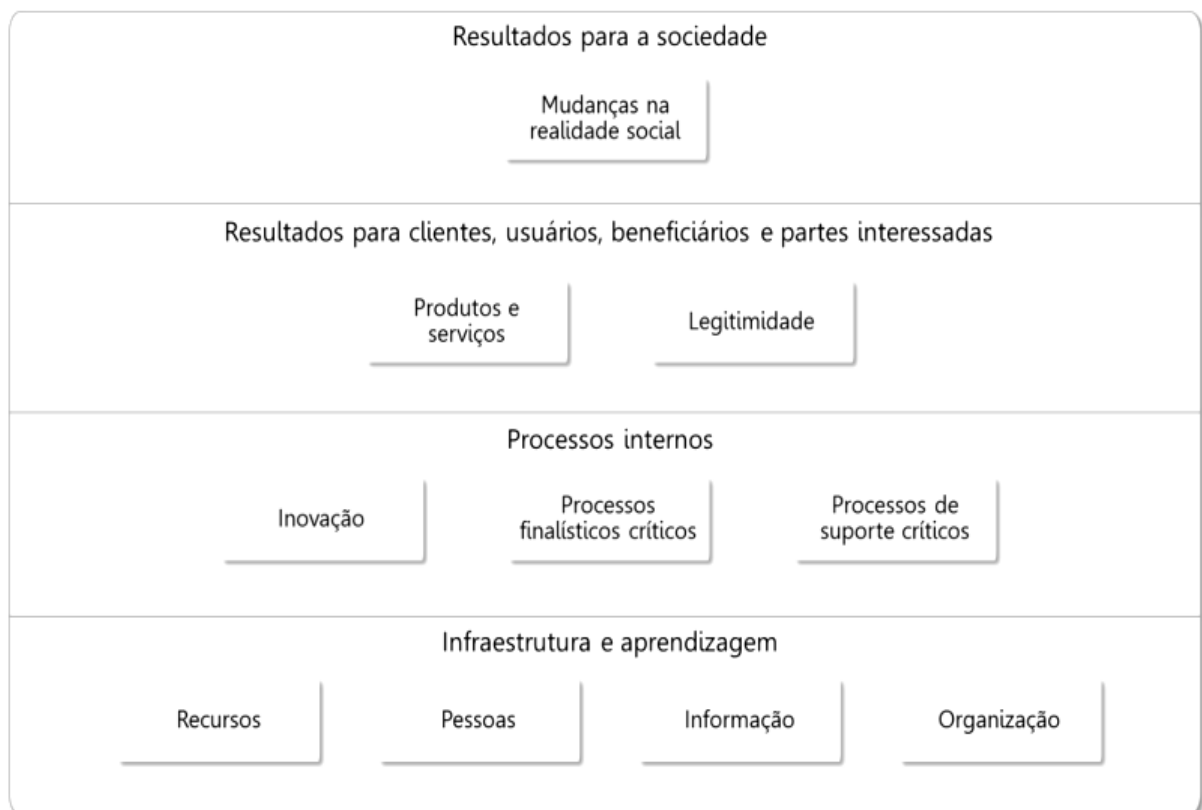 Resultados para a sociedade
Mudanças na
realidade social
Resultados para clientes, usuários, beneficiários e partes interessadas
Produtos e
serviços
Legitimidade
Processos internos
Inovação
Processos
finalísticos críticos
Processos de
suporte críticos
Infraestrutura e aprendizagem
Recursos
Pessoas
Informação
Organização